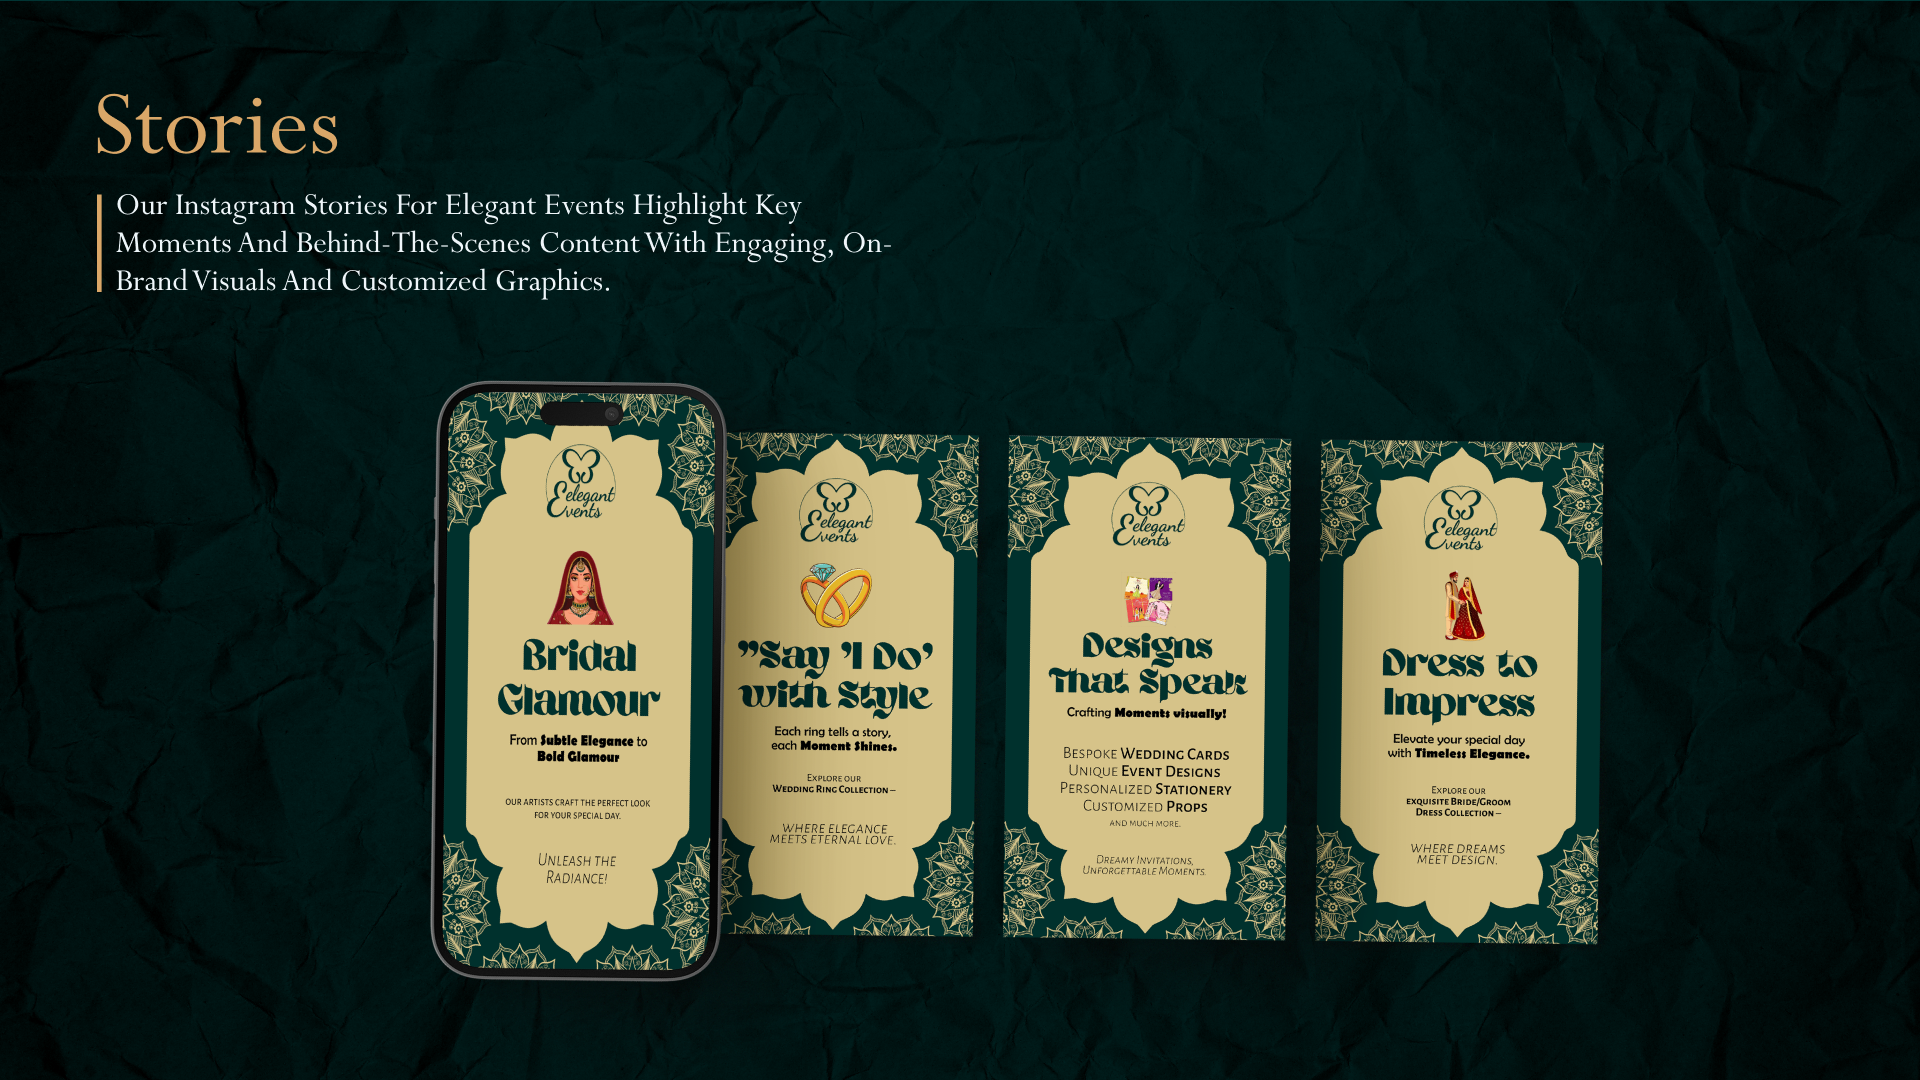 Stories
Our Instagram Stories For Elegant Events Highlight Key
Moments And Behind-The-Scenes Content With Engaging, On-
Brand Visuals And Customized Graphics.
Eelegant
Events
Bridal
Glamour
From Subtle Elegance to
Bold Glamour
OUR ARTISTS CRAFT THE PERFECT LOOK
FOR YOUR SPECIAL DAY.
UNLEASH THE
RADIANCE!
Eelegant
Events
"Say 'I Do'
with Style
Each ring tells a story,
each Moment Shines.
EXPLORE OUR
WEDDING RING COLLECTION –
WHERE ELEGANCE
MEETS ETERNAL LOVE.
Eelegant
Events
Designs
That Speak
Crafting Moments visually!
BESPOKE WEDDING CARDS
UNIQUE EVENT DESIGNS
PERSONALIZED STATIONERY
CUSTOMIZED PROPS
AND MUCH MORE.
DREAMY INVITATIONS,
UNFORGETTABLE MOMENTS.
Eelegant
Events
Dress to
Impress
Elevate your special day
with Timeless Elegance.
EXPLORE OUR
EXQUISITE BRIDE/GROOM
DRESS COLLECTION –
WHERE DREAMS
MEET DESIGN.